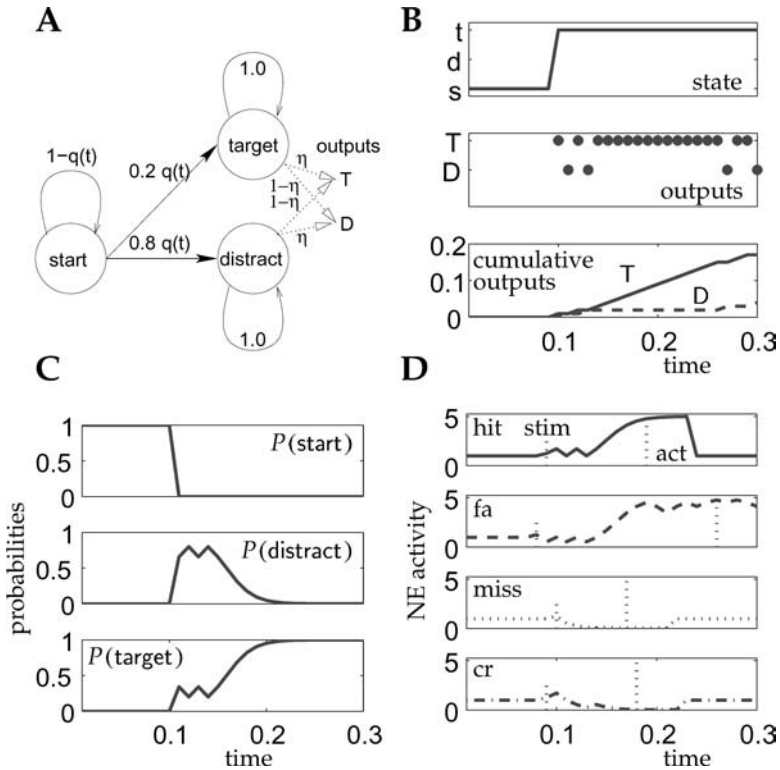 A
1.0
target
1−q(t)
0.2 q(t)
η
outputs
T
1−η
1−η
D
η
start
0.8 q(t)
distract
1.0
B
t
d
s
state
T
D
outputs
0.2
0.1
0
cumulative
outputs
T
D
0.1
0.2
0.3
time
C
probabilities
1
0.5
0
P(start)
1
0.5
0
P(distract)
1
0.5
0
P(target)
0.1
0.2
0.3
time
D
NE activity
5
0
hit
stim
act
5
0
fa
5
0
miss
5
0
cr
0.1
0.2
0.3
time